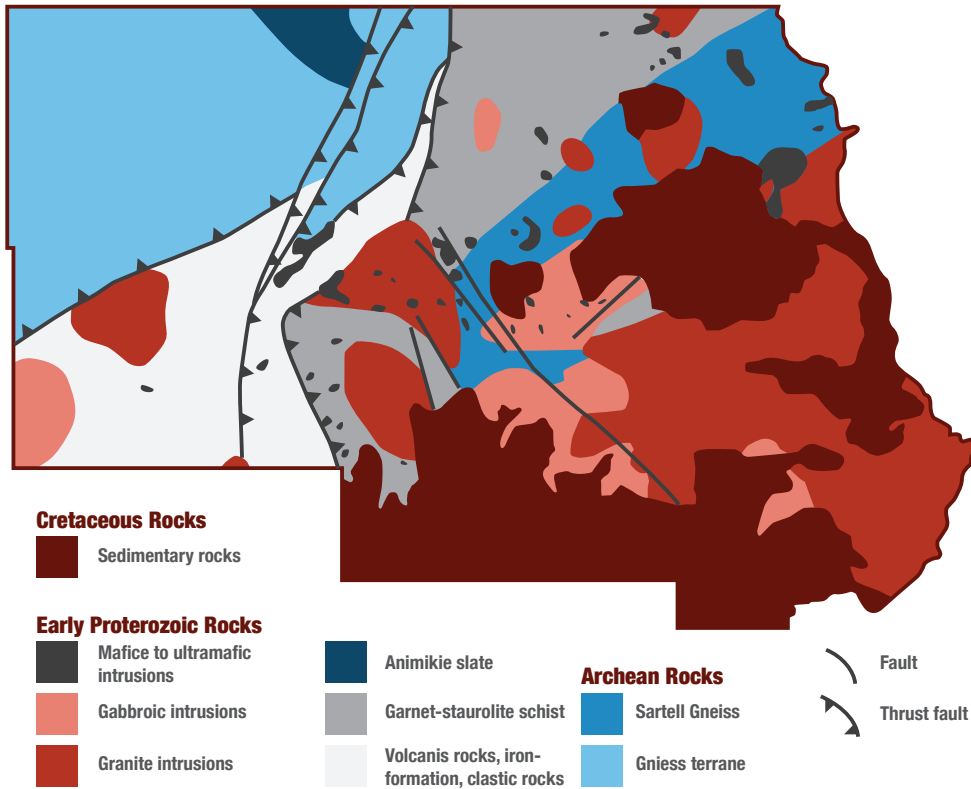 Cretaceous Rocks
Sedimentary rocks
Early Proterozoic Rocks
Mafice to ultramafic
intrusions
Gabbroic intrusions
Granite intrusions
Animikie slate
Garnet-staurolite schist
Volcanis rocks, iron-
formation, clastic rocks
Archean Rocks
Sartell Gneiss
Gniess terrane
Fault
Thrust fault